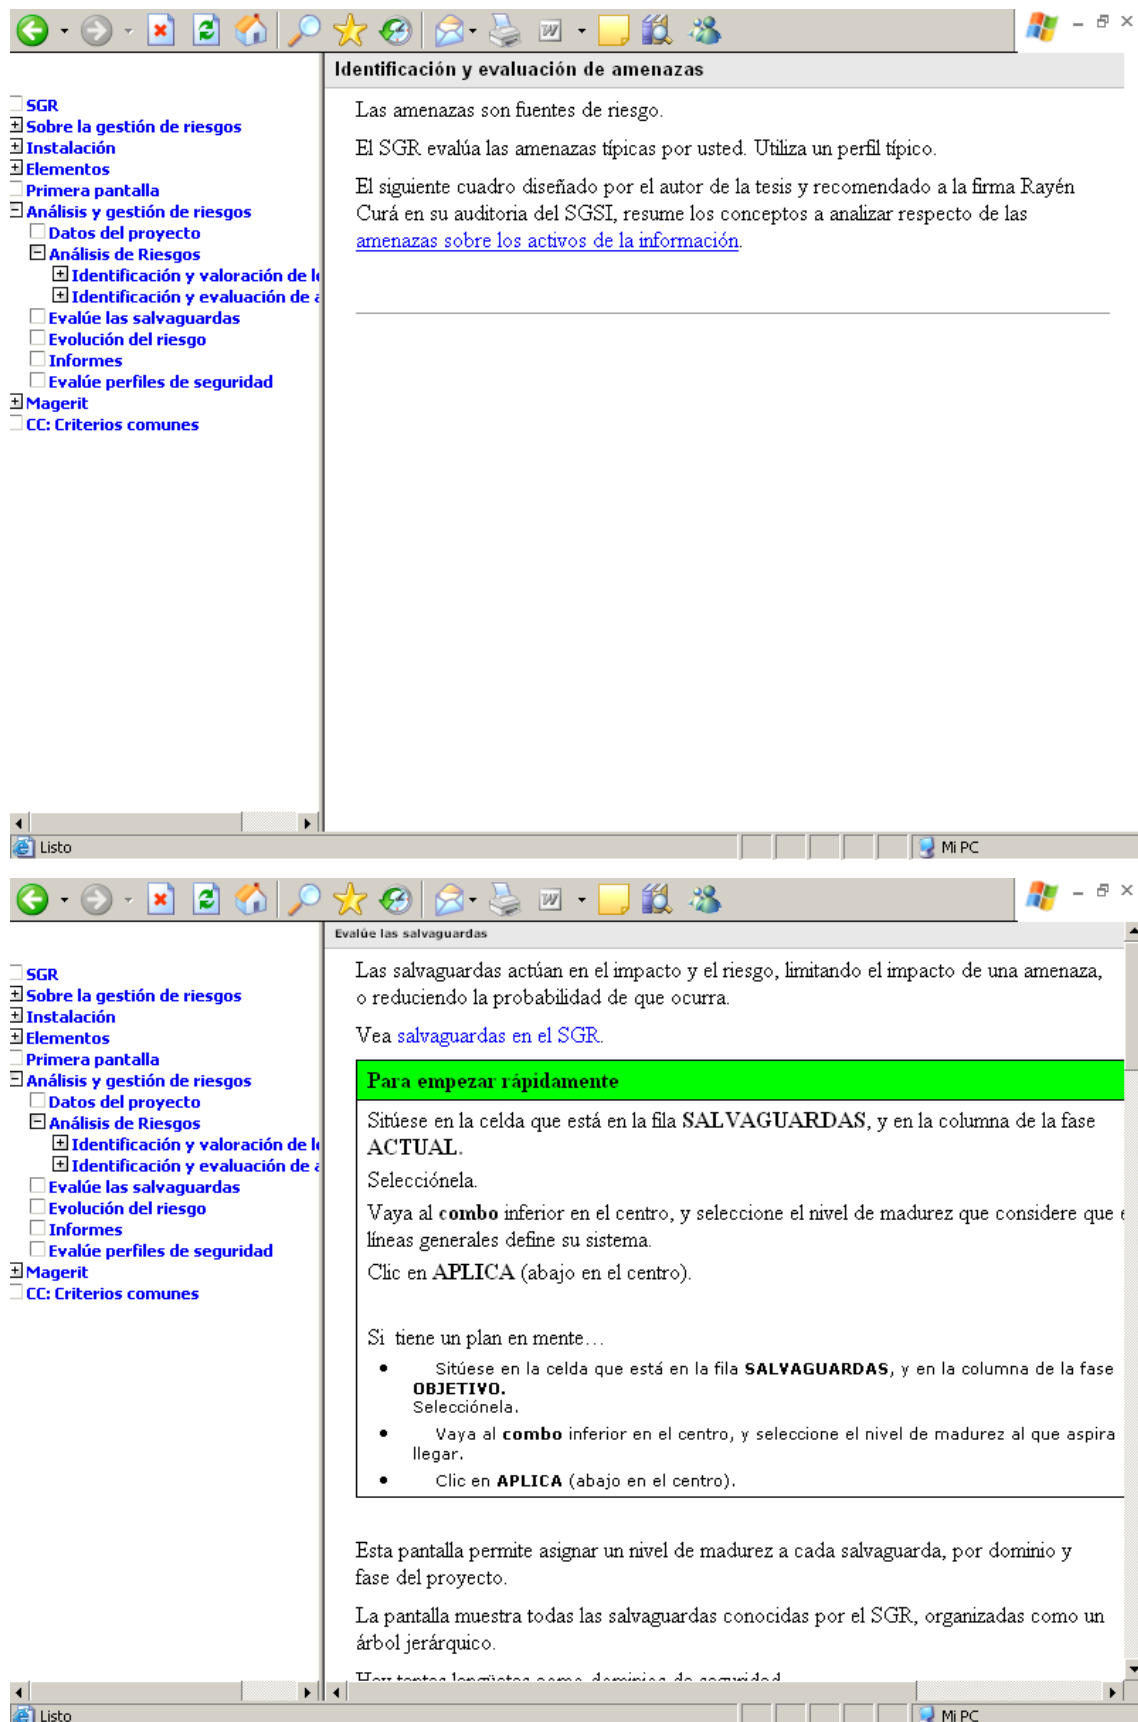 Identificación y evaluación de amenazas
SGR
Sobre la gestión de riesgos
Instalación
Elementos
Primera pantalla
Análisis y gestión de riesgos
Datos del proyecto
Análisis de Riesgos
Identificación y valoración de
Identificación y evaluación de
Evalúe las salvaguardas
Evolución del riesgo
Informes
Evalúe perfiles de seguridad
Magerit
CC: Criterios comunes
Las amenazas son fuentes de riesgo.
El SGR evalúa las amenazas típicas por usted. Utiliza un perfil típico.
El siguiente cuadro diseñado por el autor de la tesis y recomendado a la firma Rayén
Curá en su auditoria del SGSI, resume los conceptos a analizar respecto de las
amenazas sobre los activos de la información.
Listo
Mi PC
Evalúe las salvaguardas
SGR
Sobre la gestión de riesgos
Instalación
Elementos
Primera pantalla
Análisis y gestión de riesgos
Datos del proyecto
Análisis de Riesgos
Identificación y valoración de
Identificación y evaluación de
Evalúe las salvaguardas
Evolución del riesgo
Informes
Evalúe perfiles de seguridad
Magerit
CC: Criterios comunes
Las salvaguardas actúan en el impacto y el riesgo, limitando el impacto de una amenaza,
o reduciendo la probabilidad de que ocurra.
Vea salvaguardas en el SGR.
Para empezar rápidamente
Sitúese en la celda que está en la fila SALVAGUARDAS, y en la columna de la fase
ACTUAL.
Selecciónela.
Vaya al combo inferior en el centro, y seleccione el nivel de madurez que considere que
líneas generales define su sistema.
Clic en APLICA (abajo en el centro).
Si tiene un plan en mente…
• Sitúese en la celda que está en la fila SALVAGUARDAS, y en la columna de la fase
OBJETIVO.
Selecciónela.
• Vaya al combo inferior en el centro, y seleccione el nivel de madurez al que aspira
llegar.
• Clic en APLICA (abajo en el centro).
Esta pantalla permite asignar un nivel de madurez a cada salvaguarda, por dominio y
fase del proyecto.
La pantalla muestra todas las salvaguardas conocidas por el SGR, organizadas como un
árbol jerárquico.
Hay tantas lengüetas como dominios de seguridad
Listo
Mi PC